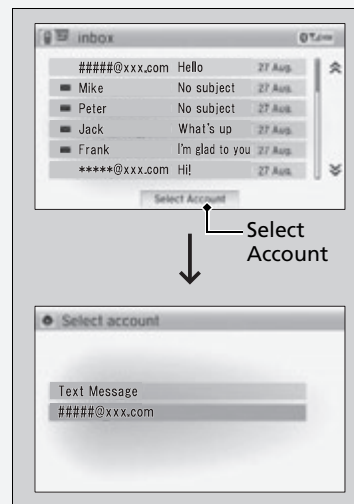 inbox
#####@xxx.com Hello 27 Aug.
Mike No subject 27 Aug.
Peter No subject 27 Aug.
Jack What's up 27 Aug.
Frank I'm glad to you 27 Aug.
*****@xxx.com Hi! 27 Aug.
Select Account
Select
Account
Select account
Text Message
#####@xxx.com